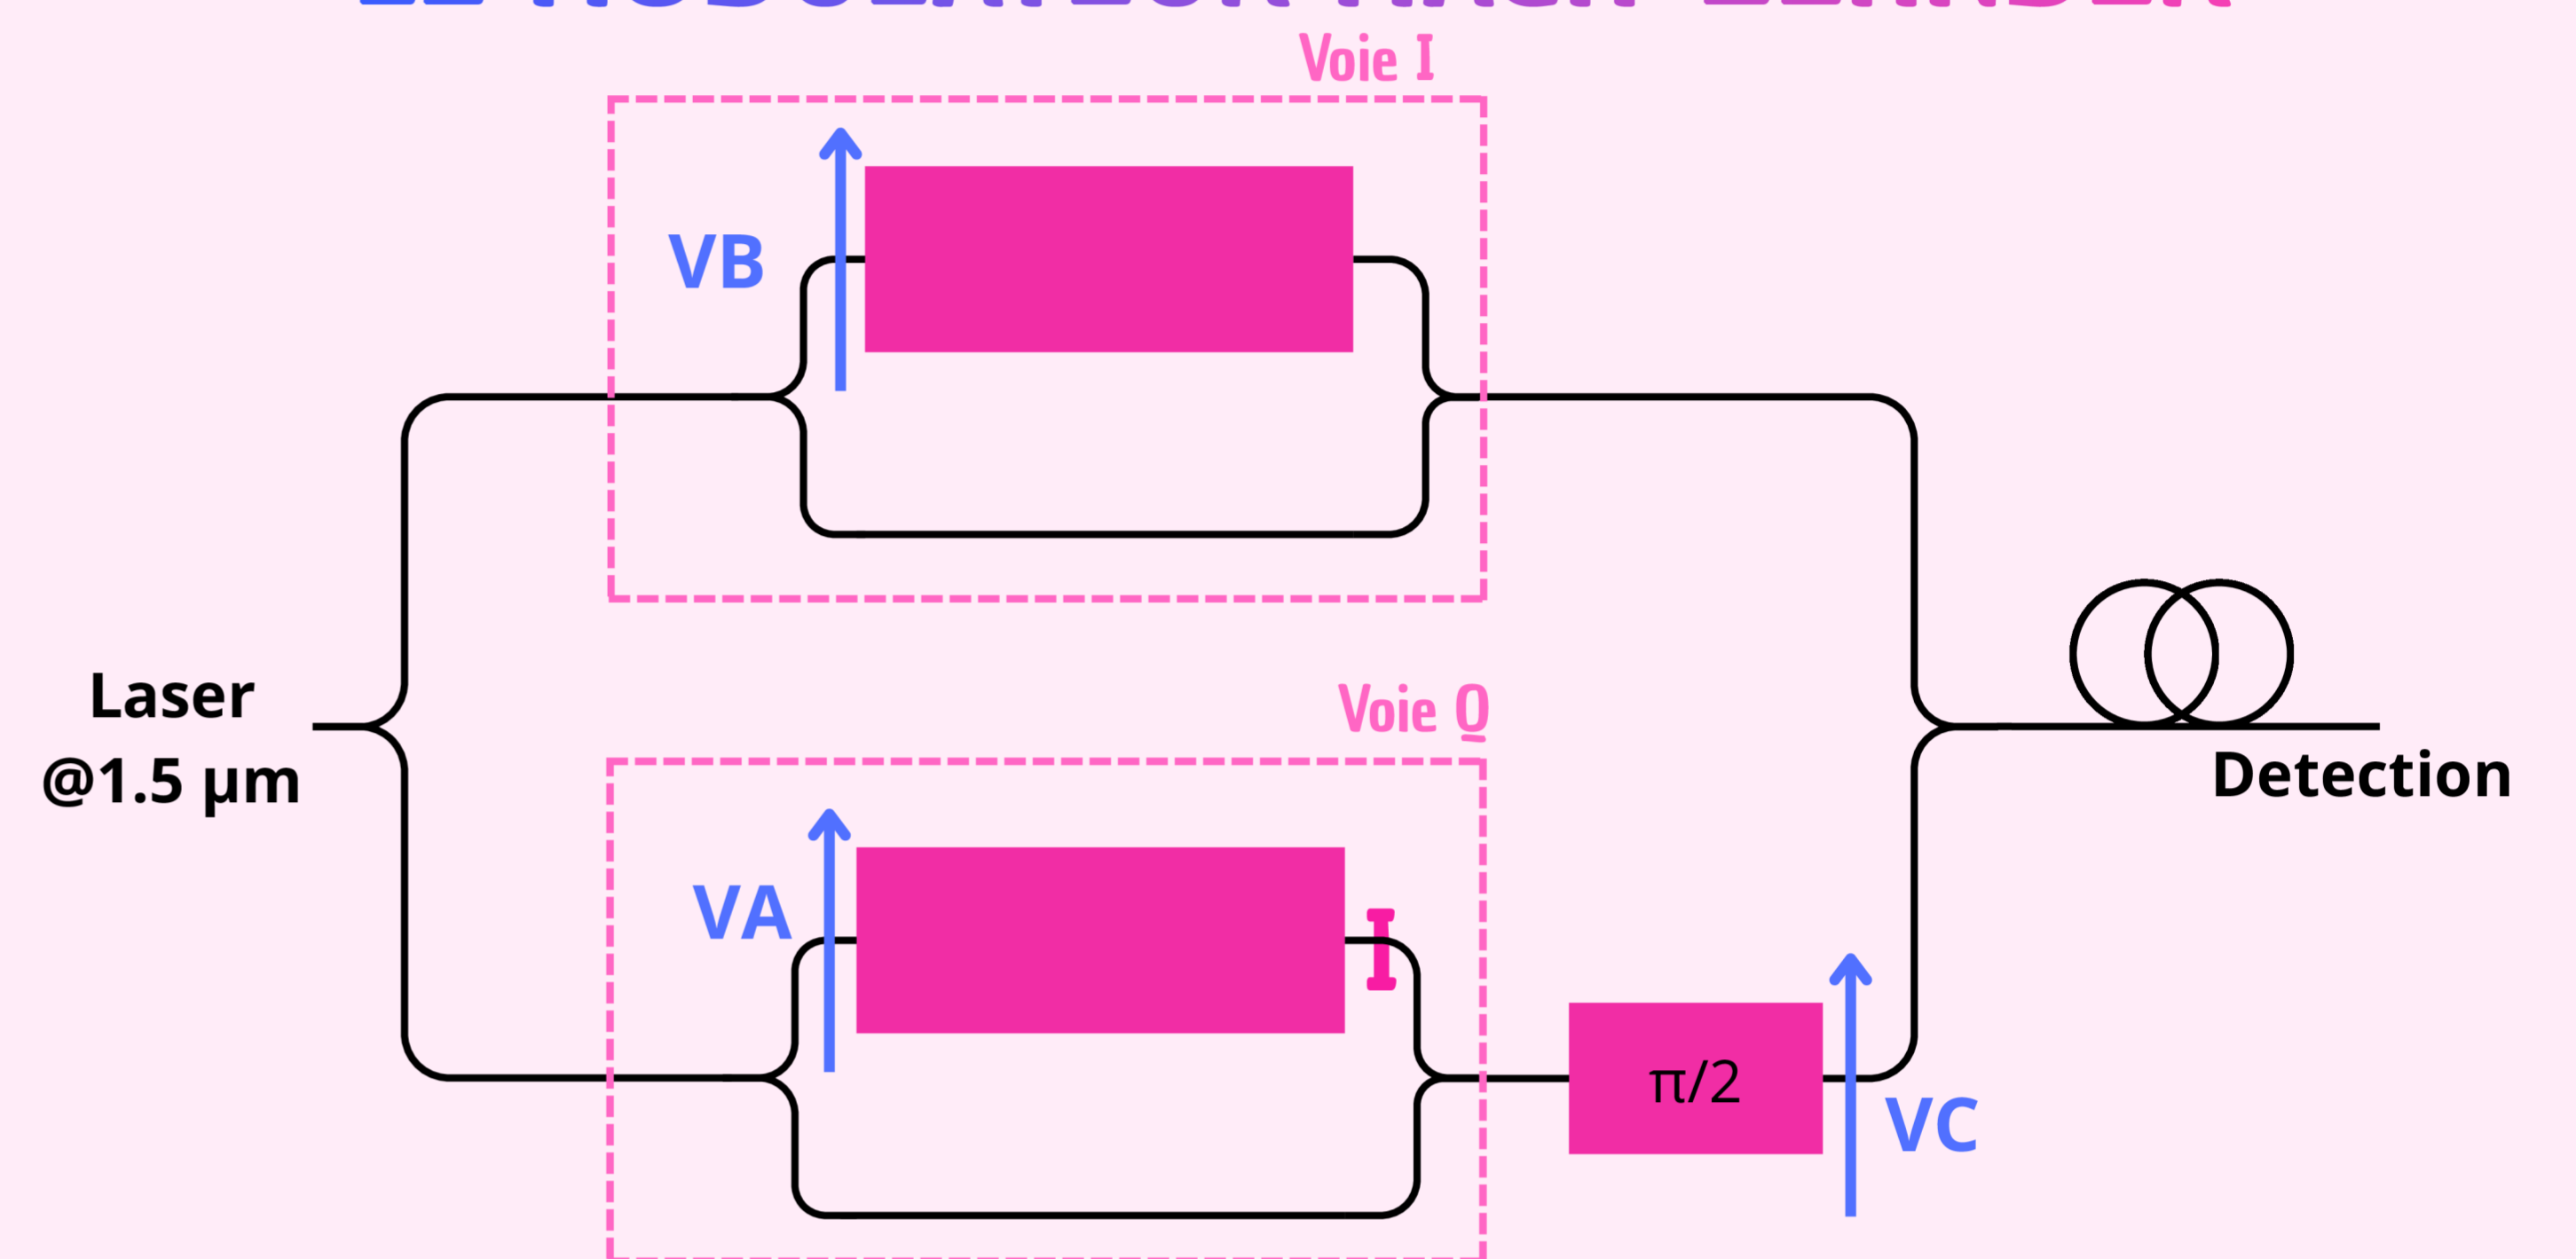 Voie I
VB
Laser
@1.5 μm
Voie Q
Detection
VA
I
π/2
VC